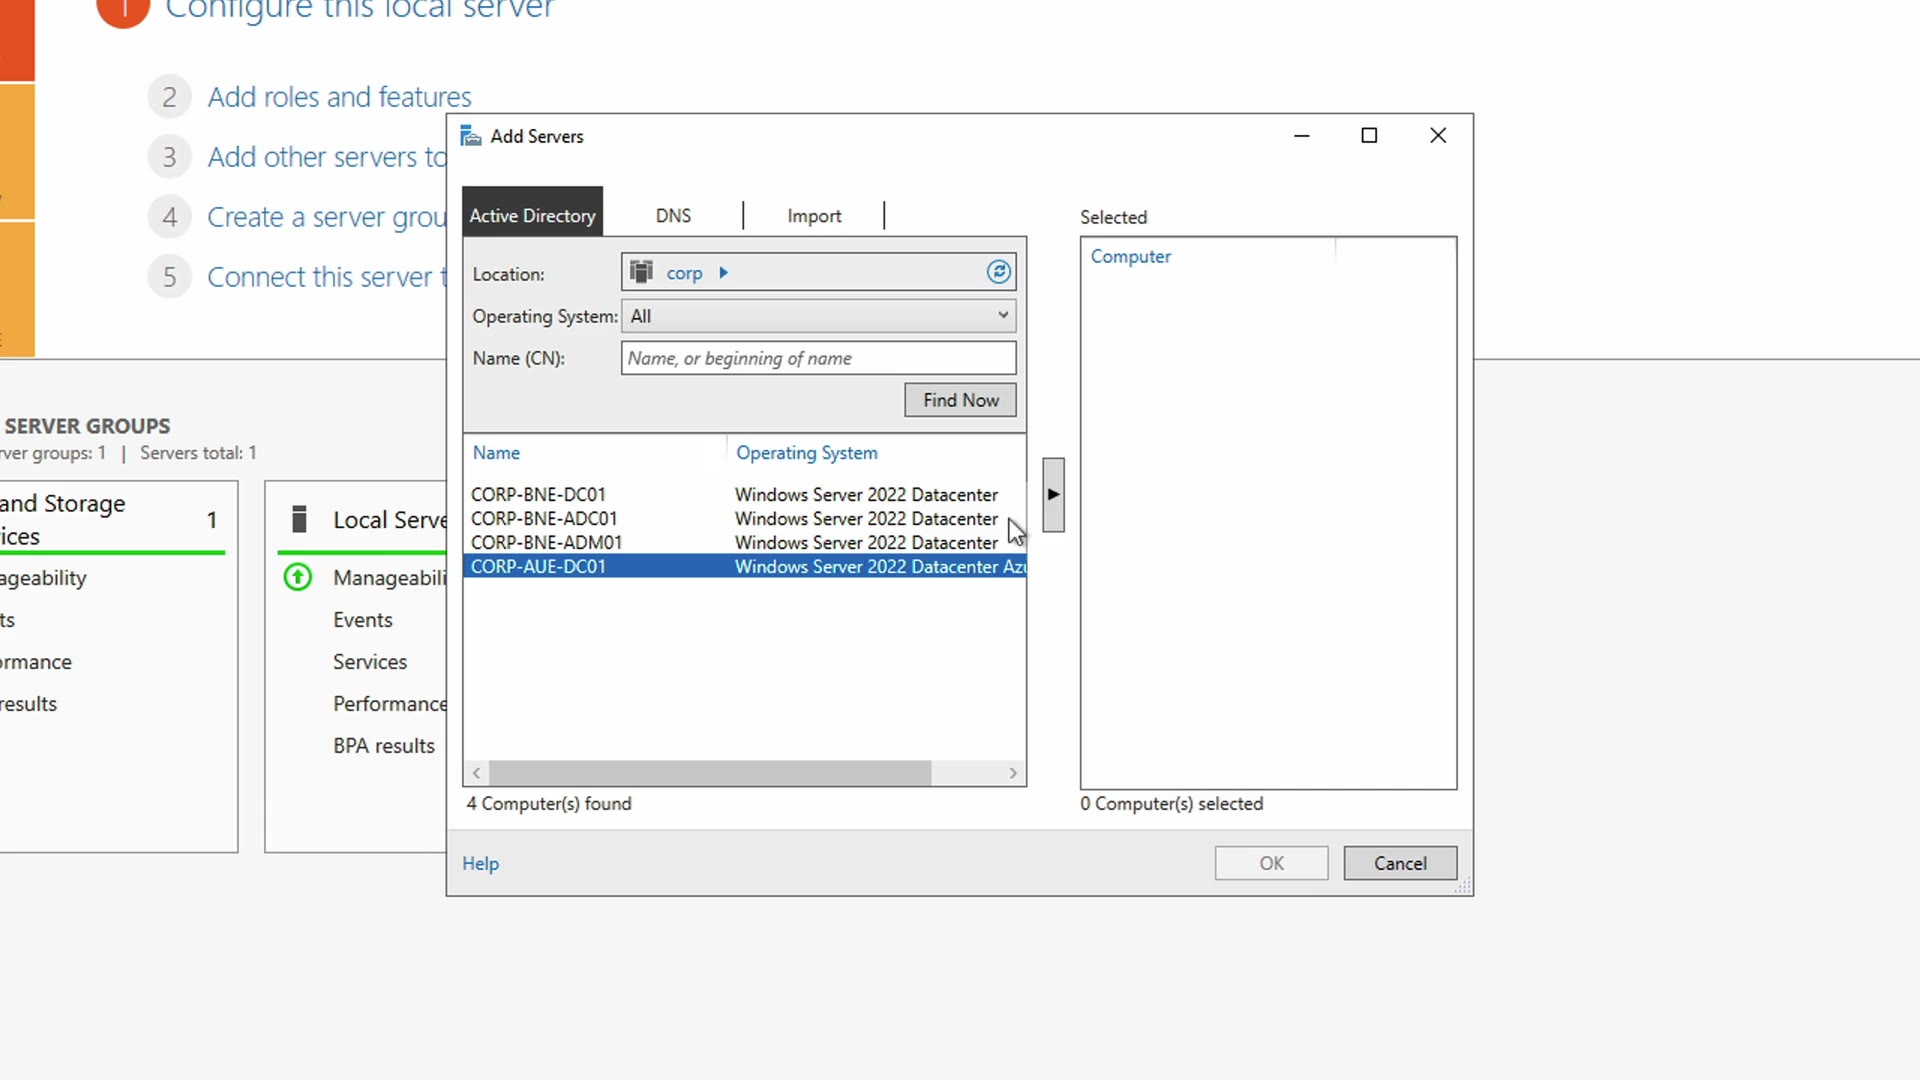 1 Configure this local server
2 Add roles and features
3 Add other servers to
4 Create a server grou
5 Connect this server t
SERVER GROUPS
rver groups: 1 | Servers total: 1
and Storage
ices
1
ageability
ts
ormance
results
Local Serve
Manageabili
Events
Services
Performance
BPA results
Add Servers
Active Directory
DNS
Import
Location:
corp
Operating System:
All
Name (CN):
Name, or beginning of name
Find Now
Name Operating System
CORP-BNE-DC01 Windows Server 2022 Datacenter
CORP-BNE-ADC01 Windows Server 2022 Datacenter
CORP-BNE-ADM01 Windows Server 2022 Datacenter
CORP-AUE-DC01 Windows Server 2022 Datacenter Azu
4 Computer(s) found
Selected
Computer
0 Computer(s) selected
Help
OK
Cancel